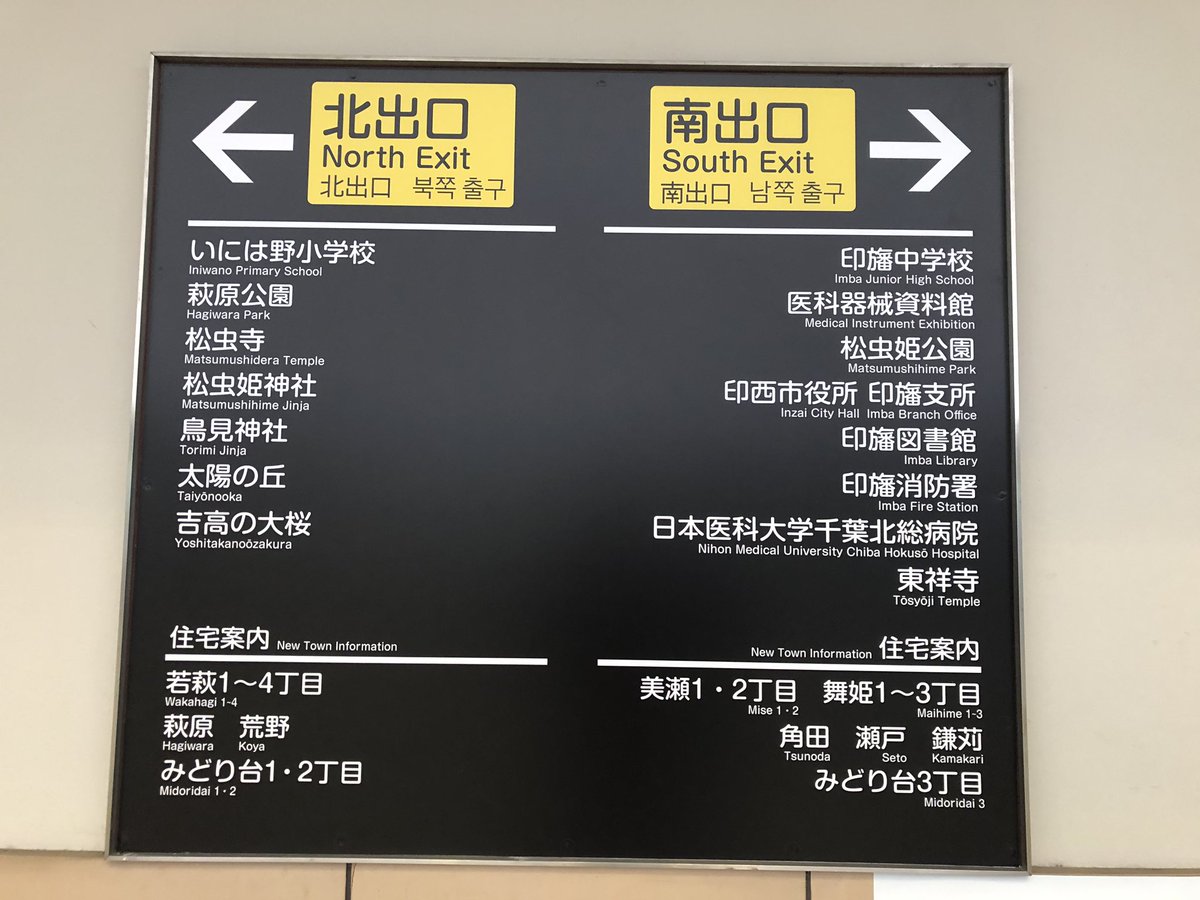 北出口
North Exit
北出口 북쪽 출구
いには野小学校
Iniwano Primary School
萩原公園
Hagiwara Park
松虫寺
Matsumushidera Temple
松虫姫神社
Matsumushihime Jinja
鳥見神社
Torimi Jinja
太陽の丘
Taiyōnooka
吉高の大桜
Yoshitakanoōzakura
住宅案内 New Town Information
若萩1〜4丁目
Wakahagi 1-4
萩原 荒野
Hagiwara Koya
みどり台1・2丁目
Midoridai 1・2
南出口
South Exit
南出口 남쪽 출구
印旛中学校
Imba Junior High School
医科器械資料館
Medical Instrument Exhibition
松虫姫公園
Matsumushihime Park
印西市役所 印旛支所
Inzai City Hall Imba Branch Office
印旛図書館
Imba Library
印旛消防署
Imba Fire Station
日本医科大学千葉北総病院
Nihon Medical University Chiba Hokusō Hospital
東祥寺
Tōsyōji Temple
New Town Information 住宅案内
美瀬1・2丁目 舞姫1〜3丁目
Mise 1・2 Maihime 1-3
角田 瀬戸 鎌苅
Tsunoda Seto Kamakari
みどり台3丁目
Midoridai 3